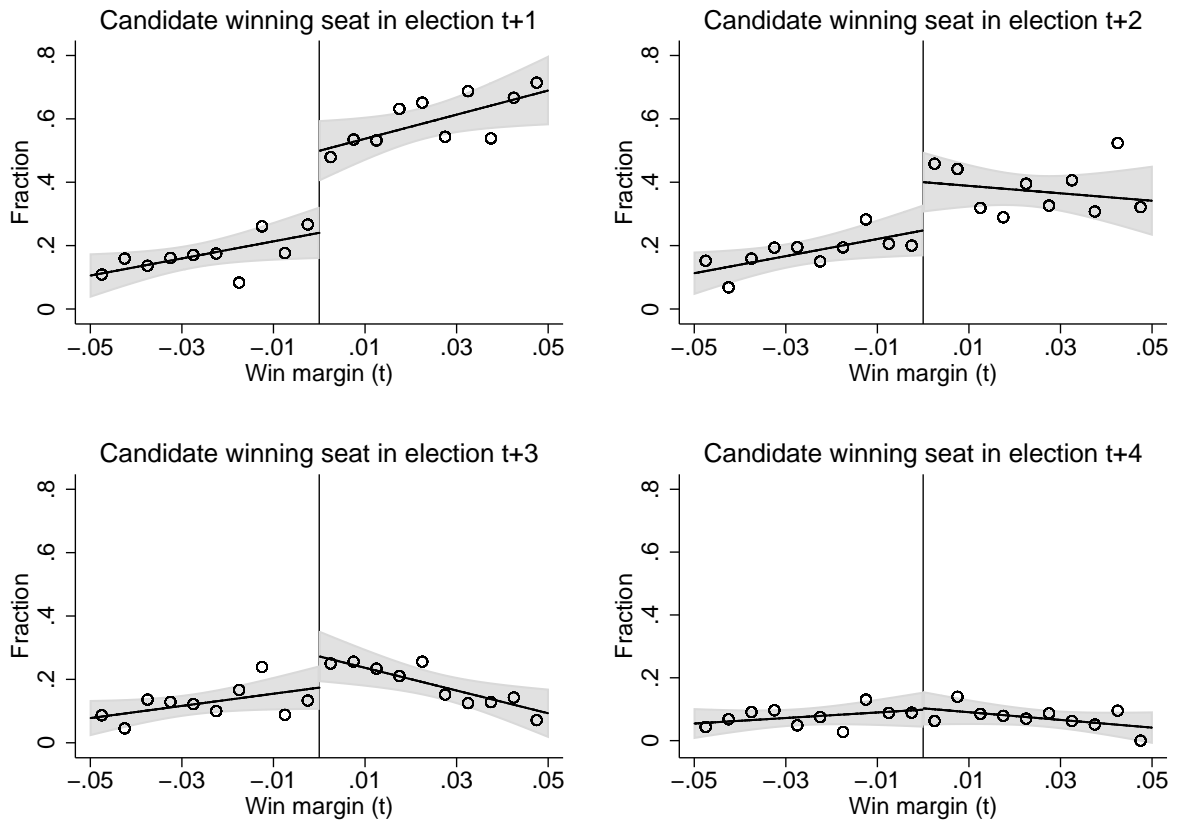 Candidate winning seat in election t+1
Fraction
0 .2 .4 .6 .8
−.05 −.03 −.01 .01 .03 .05
Win margin (t)
Candidate winning seat in election t+2
Fraction
0 .2 .4 .6 .8
−.05 −.03 −.01 .01 .03 .05
Win margin (t)
Candidate winning seat in election t+3
Fraction
0 .2 .4 .6 .8
−.05 −.03 −.01 .01 .03 .05
Win margin (t)
Candidate winning seat in election t+4
Fraction
0 .2 .4 .6 .8
−.05 −.03 −.01 .01 .03 .05
Win margin (t)